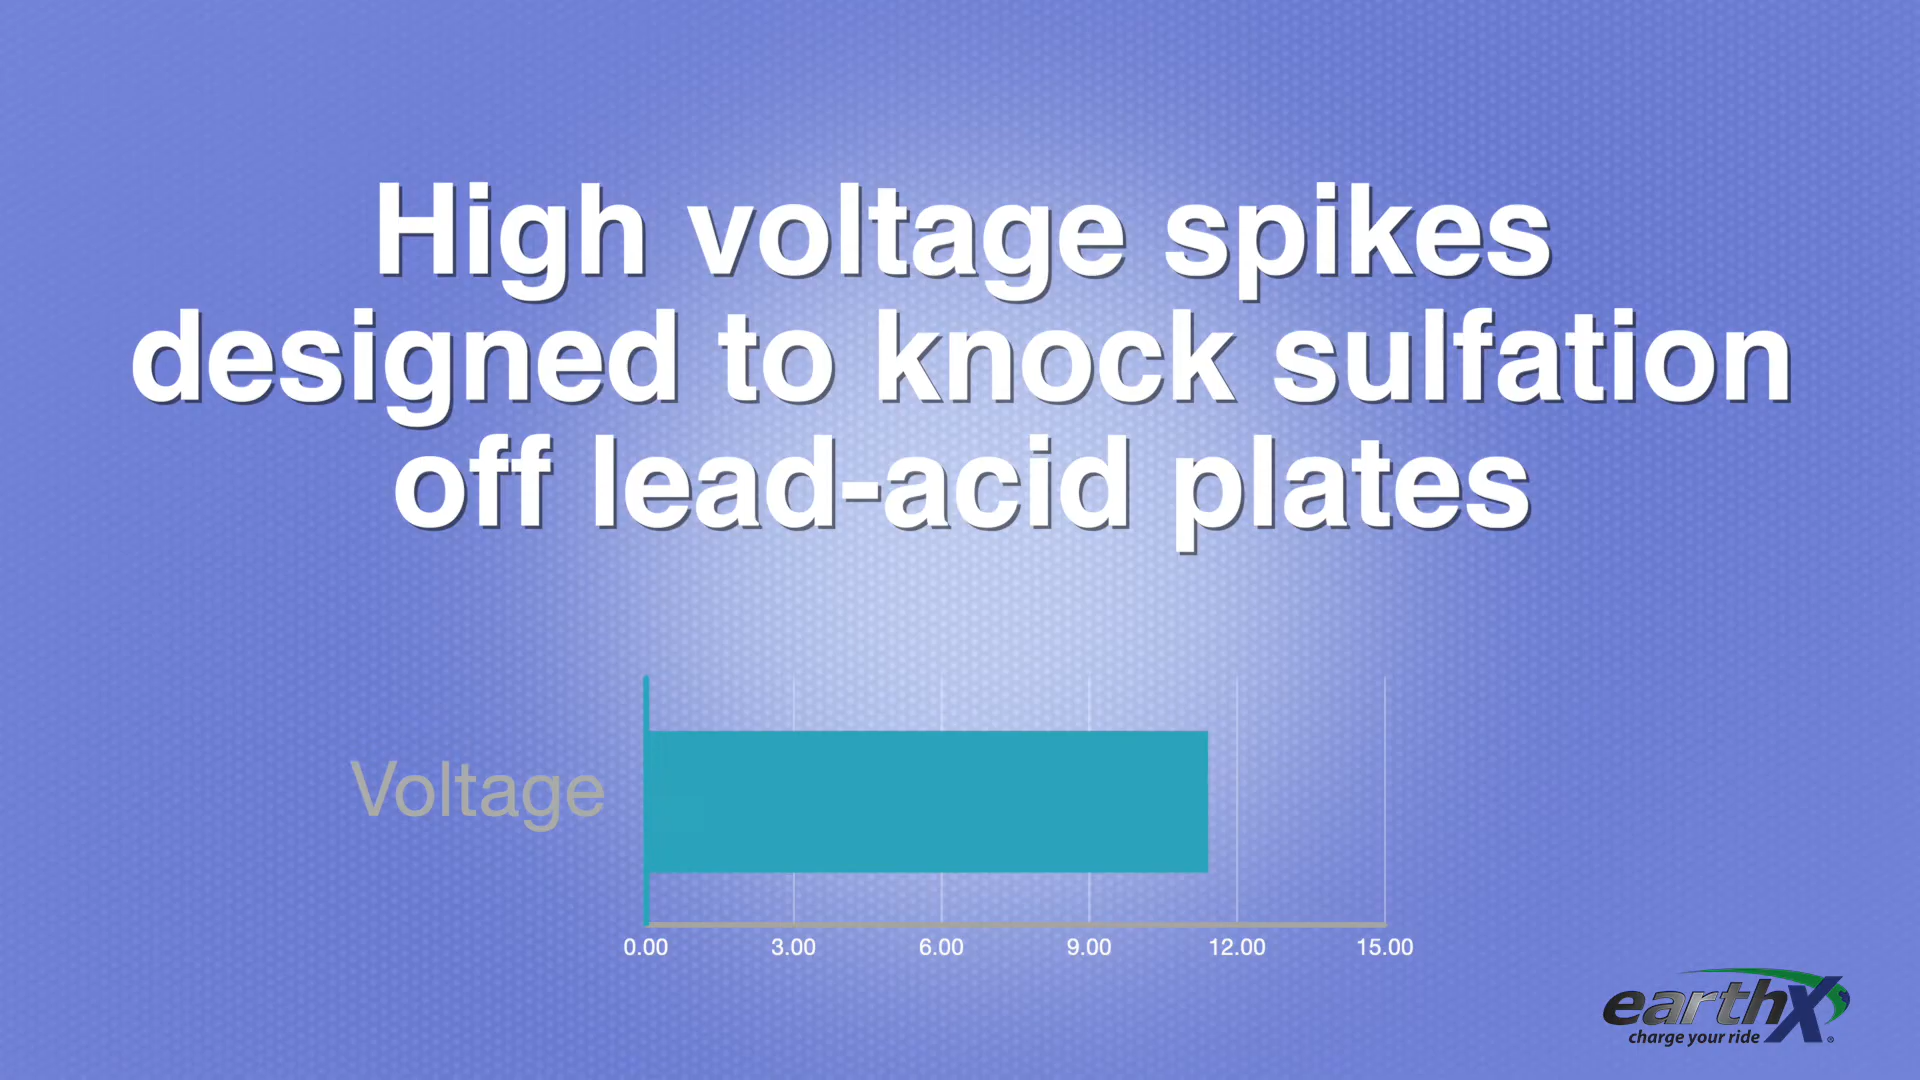 High voltage spikes
designed to knock sulfation
off lead-acid plates
Voltage
0.00 3.00 6.00 9.00 12.00 15.00
earthX
charge your ride ®